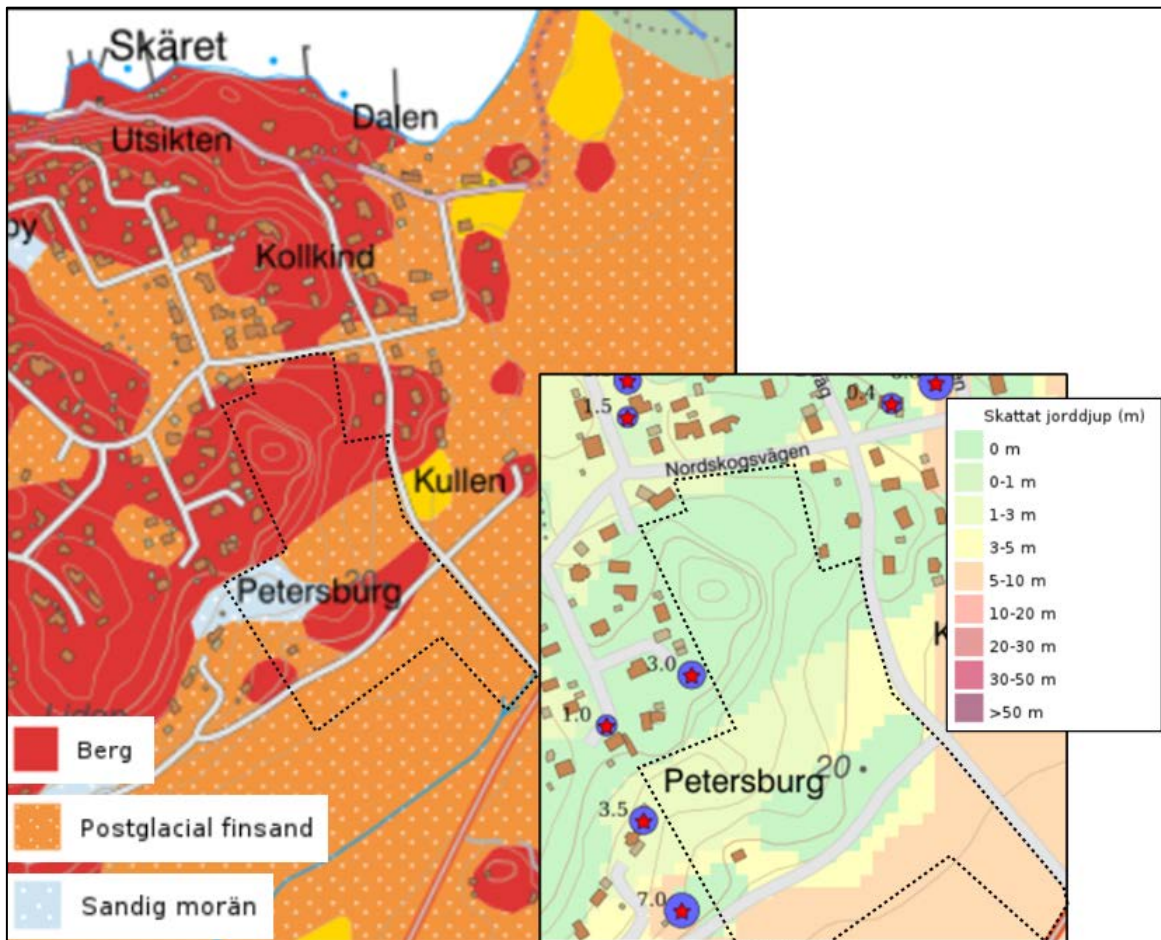 Skäret
Dalen
Utsikten
by
Kollkind
Kullen
Petersburg
20
Liden
Berg
Postglacial finsand
Sandig morän
1.5
0.4
Nordskogsvägen
3.0
1.0
Petersburg
20
3.5
7.0
K
Skattat jorddjup (m)
0 m
0-1 m
1-3 m
3-5 m
5-10 m
10-20 m
20-30 m
30-50 m
>50 m